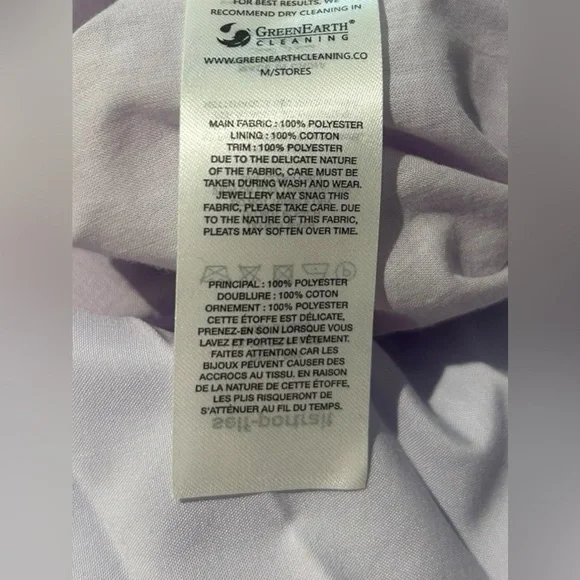 FOR BEST RESULTS. WE
RECOMMEND DRY CLEANING IN
GREENEARTH®
CLEANING
WWW.GREENEARTHCLEANING.CO
M/STORES
MAIN FABRIC : 100% POLYESTER
LINING : 100% COTTON
TRIM : 100% POLYESTER
DUE TO THE DELICATE NATURE
OF THE FABRIC, CARE MUST BE
TAKEN DURING WASH AND WEAR.
JEWELLERY MAY SNAG THIS
FABRIC, PLEASE TAKE CARE. DUE
TO THE NATURE OF THIS FABRIC,
PLEATS MAY SOFTEN OVER TIME.
PRINCIPAL : 100% POLYESTER
DOUBLURE : 100% COTON
ORNEMENT : 100% POLYESTER
CETTE ÉTOFFE EST DÉLICATE,
PRENEZ-EN SOIN LORSQUE VOUS
LAVEZ ET PORTEZ LE VÊTEMENT.
FAITES ATTENTION CAR LES
BIJOUX PEUVENT CAUSER DES
ACCROCS AU TISSU. EN RAISON
DE LA NATURE DE CETTE ÉTOFFE,
LES PLIS RISQUERONT DE
S'ATTÉNUER AU FIL DU TEMPS.
self-portrait